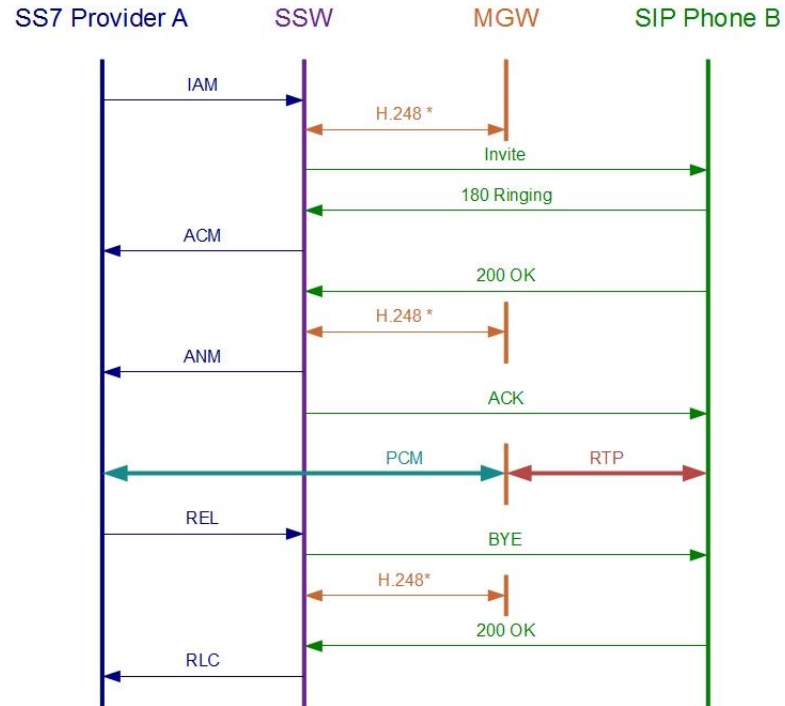 SS7 Provider A SSW MGW SIP Phone B
IAM
H.248 *
Invite
180 Ringing
ACM
200 OK
H.248 *
ANM
ACK
PCM RTP
REL
BYE
H.248*
200 OK
RLC